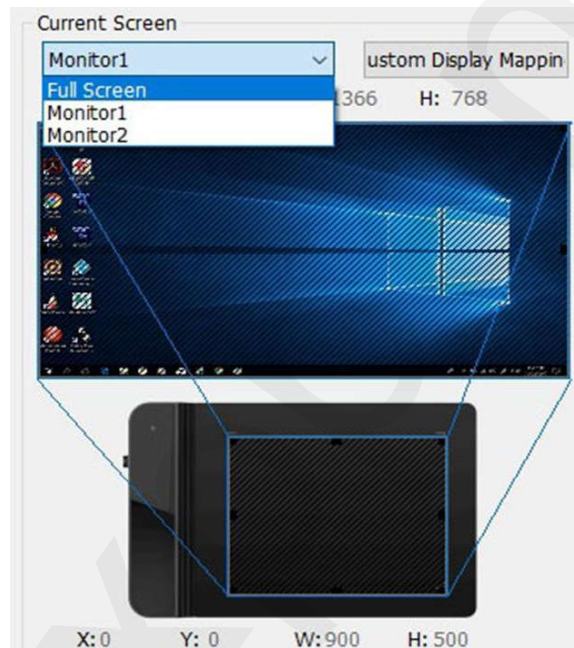 Current Screen
Monitor1 ustom Display Mappin
Full Screen 1366 H: 768
Monitor1
Monitor2
X: 0 Y: 0 W: 900 H: 500